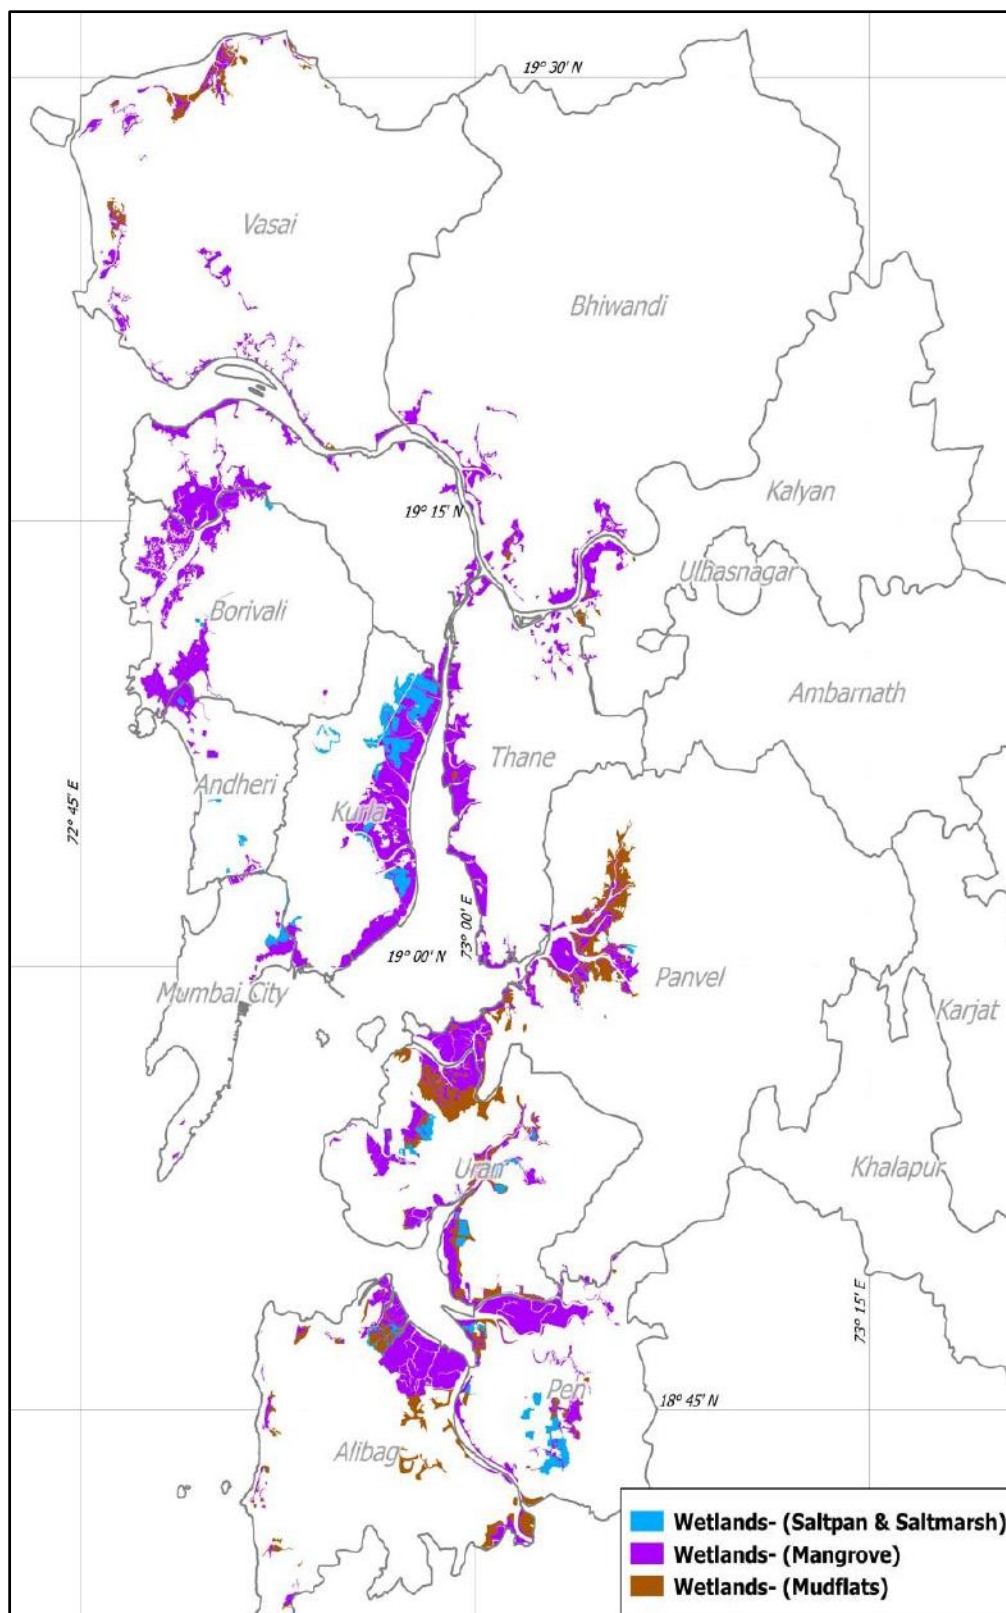 19° 30' N
Vasai
Bhiwandi
Kalyan
19° 15' N
Ulhasnagar
Borivali
Ambarnath
Thane
Andheri
72° 45' E
Kurla
73° 00' E
19° 00' N
Panvel
Mumbai City
Karjat
Uran
Khalapur
73° 15' E
Pen
18° 45' N
Alibag
Wetlands- (Saltpan & Saltmarsh)
Wetlands- (Mangrove)
Wetlands- (Mudflats)